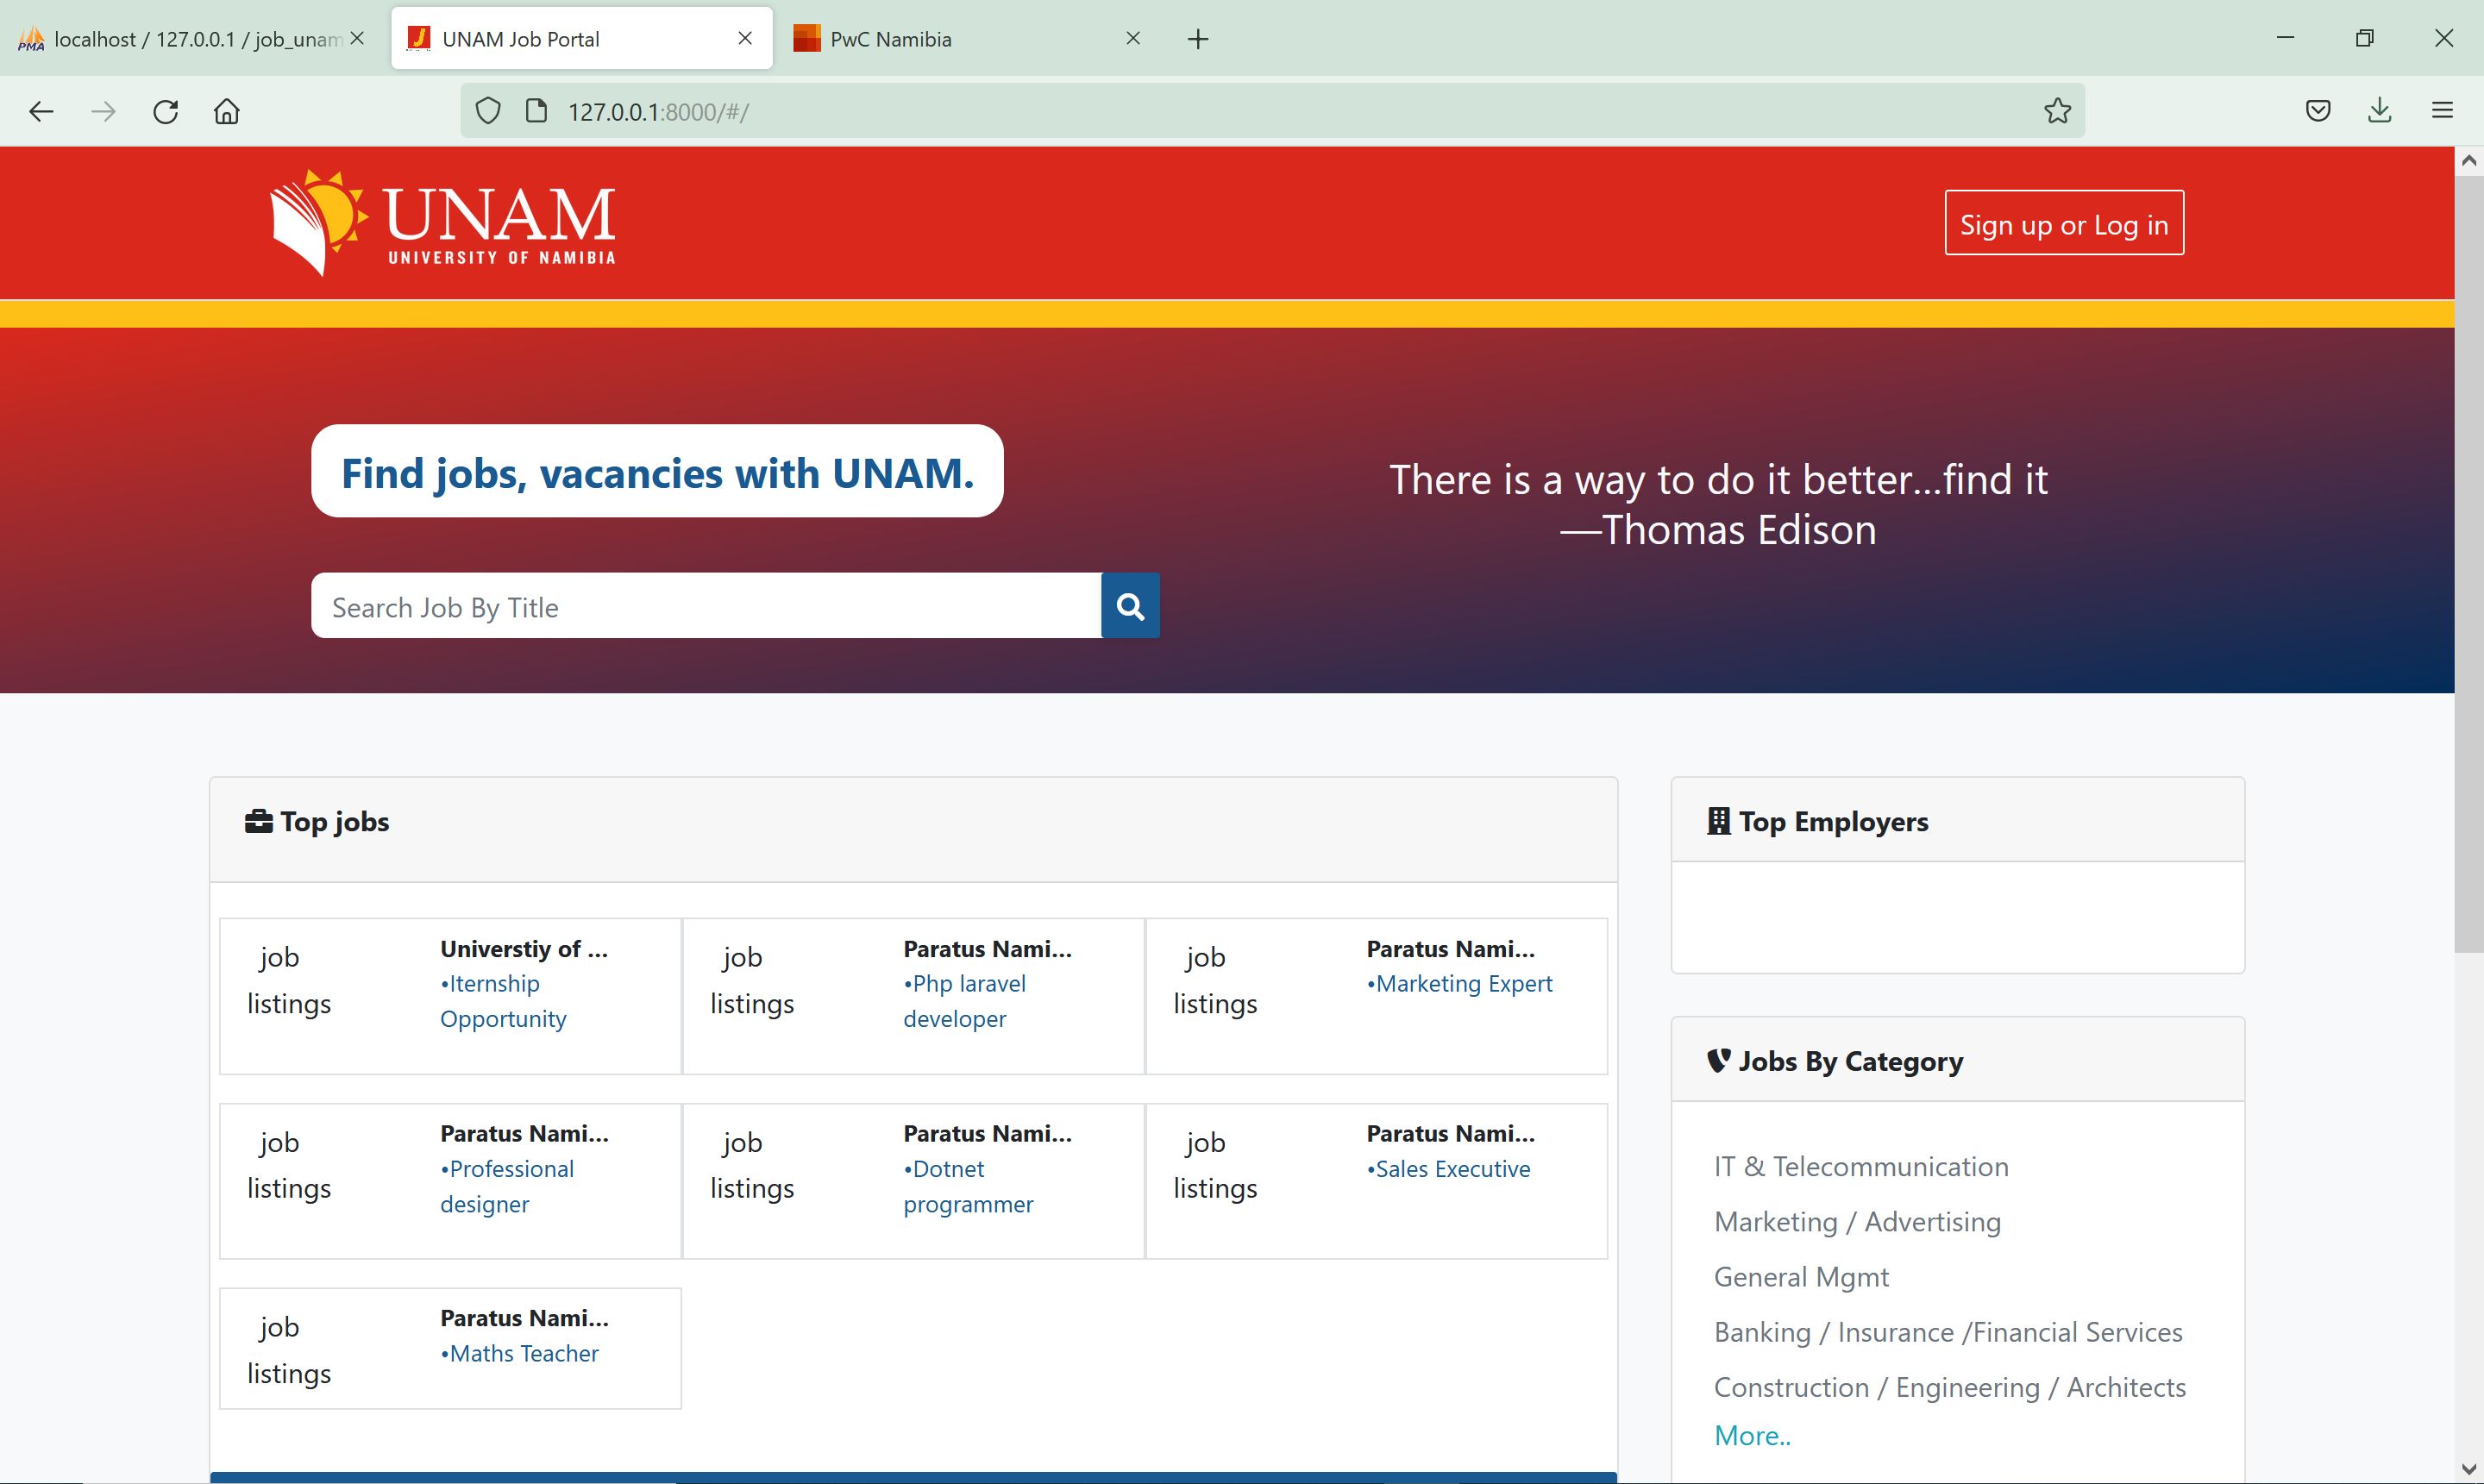 localhost / 127.0.0.1 / job_unam
UNAM Job Portal
PwC Namibia
127.0.0.1:8000/#/
UNAM
UNIVERSITY OF NAMIBIA
Sign up or Log in
Find jobs, vacancies with UNAM.
There is a way to do it better...find it
—Thomas Edison
Search Job By Title
Top jobs
job
listings
Universtiy of ...
•Iternship
Opportunity
job
listings
Paratus Nami...
•Php laravel
developer
job
listings
Paratus Nami...
•Marketing Expert
job
listings
Paratus Nami...
•Professional
designer
job
listings
Paratus Nami...
•Dotnet
programmer
job
listings
Paratus Nami...
•Sales Executive
job
listings
Paratus Nami...
•Maths Teacher
Top Employers
Jobs By Category
IT & Telecommunication
Marketing / Advertising
General Mgmt
Banking / Insurance /Financial Services
Construction / Engineering / Architects
More..